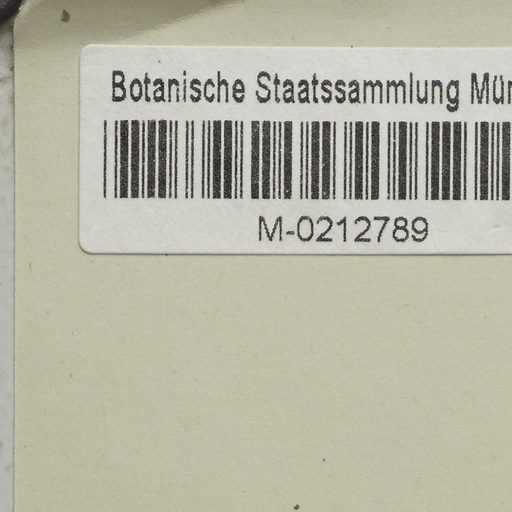 Botanische Staatssammlung Mün
M-0212789